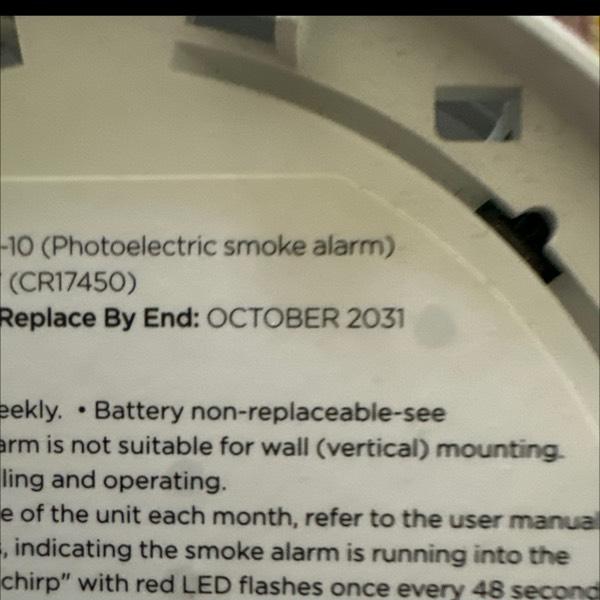 -10 (Photoelectric smoke alarm)
(CR17450)
Replace By End: OCTOBER 2031
eekly. • Battery non-replaceable-see
arm is not suitable for wall (vertical) mounting.
ling and operating.
e of the unit each month, refer to the user manual
, indicating the smoke alarm is running into the
chirp" with red LED flashes once every 48 second